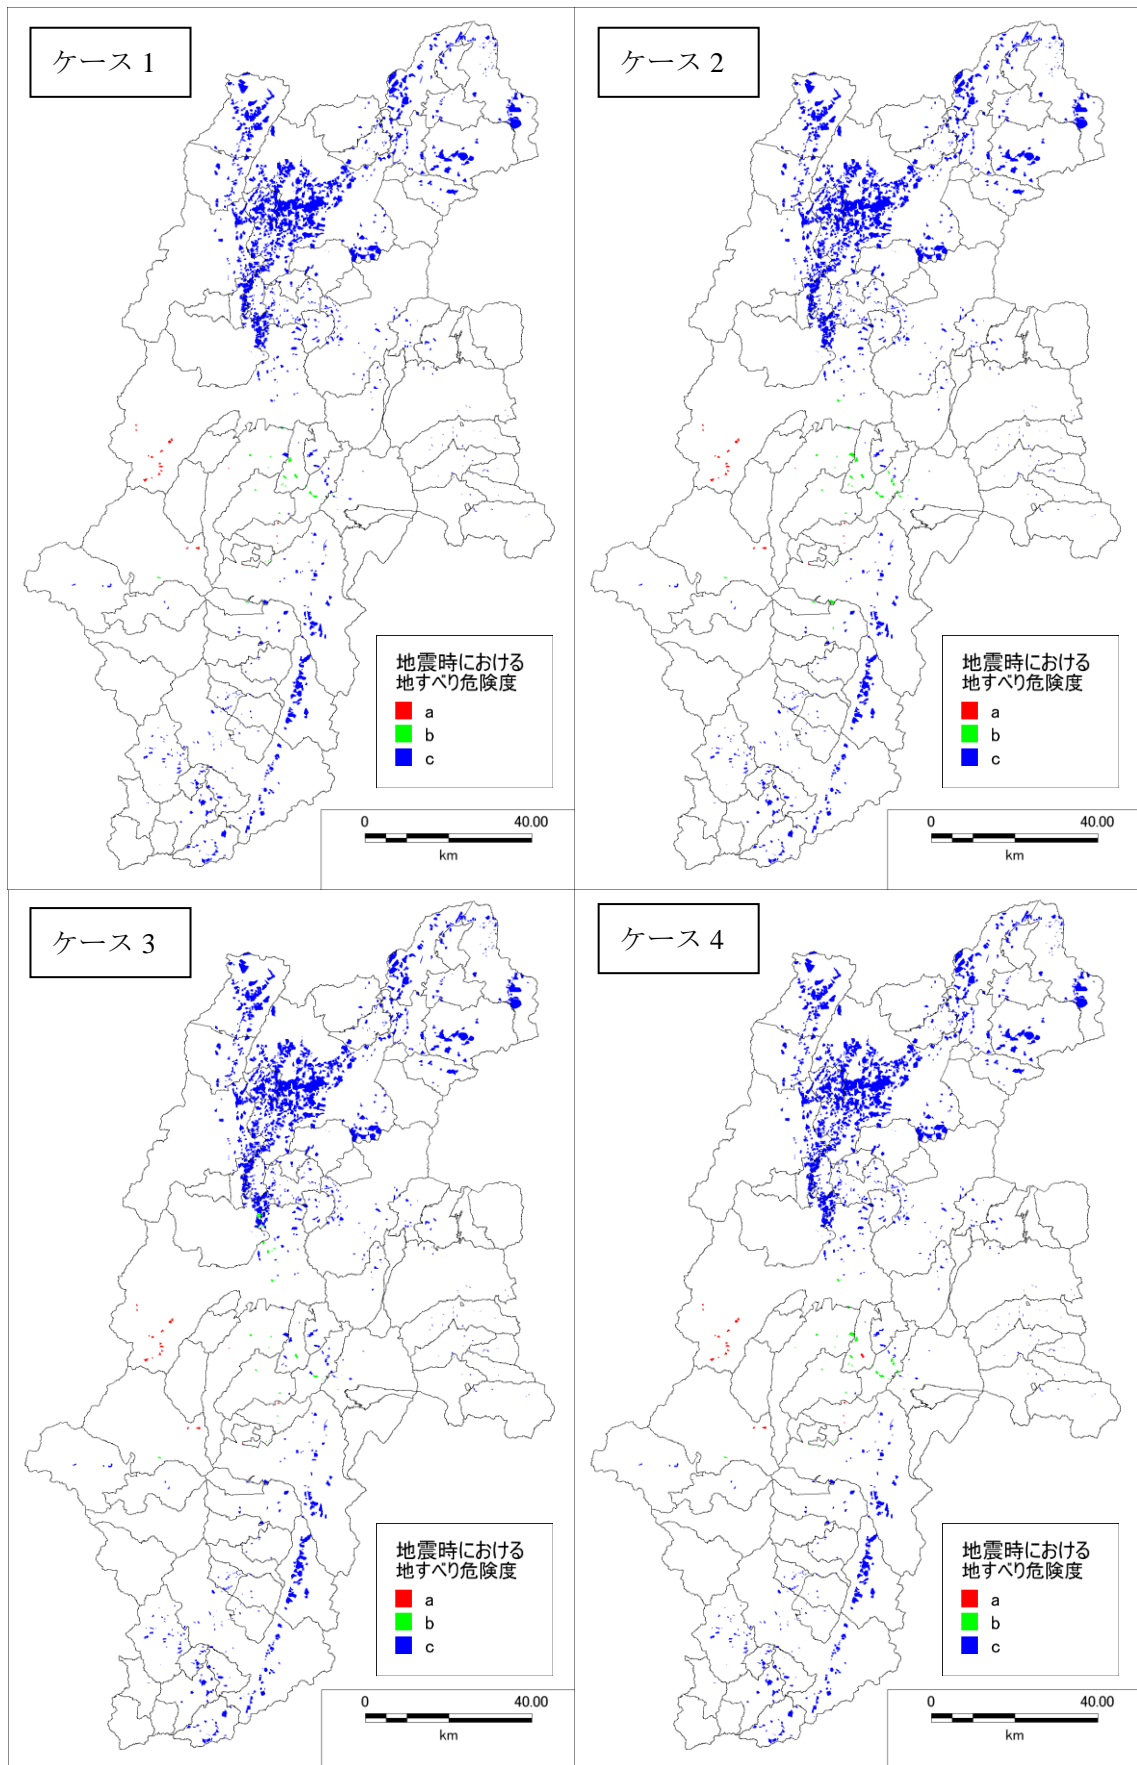 ケース 1
地震時における
地すべり危険度
a
b
c
0 40.00
km
ケース 2
地震時における
地すべり危険度
a
b
c
0 40.00
km
ケース 3
地震時における
地すべり危険度
a
b
c
0 40.00
km
ケース 4
地震時における
地すべり危険度
a
b
c
0 40.00
km